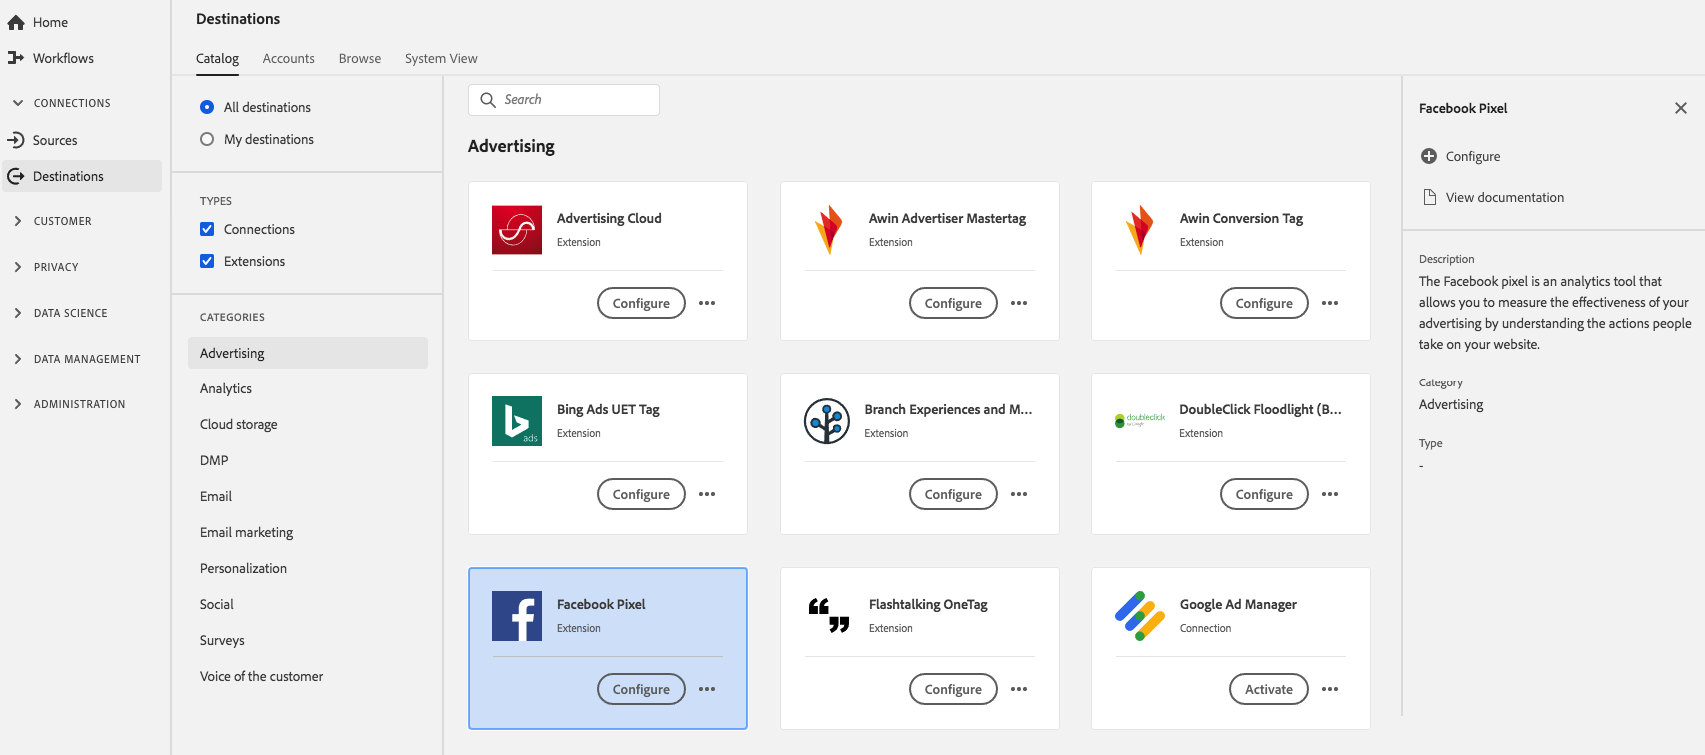 Home
Workflows
CONNECTIONS
Sources
Destinations
CUSTOMER
PRIVACY
DATA SCIENCE
DATA MANAGEMENT
ADMINISTRATION
Destinations
Catalog Accounts Browse System View
All destinations
My destinations
TYPES
Connections
Extensions
CATEGORIES
Advertising
Analytics
Cloud storage
DMP
Email
Email marketing
Personalization
Social
Surveys
Voice of the customer
Search
Advertising
Advertising Cloud
Extension
Configure
Awin Advertiser Mastertag
Extension
Configure
Awin Conversion Tag
Extension
Configure
ads
Bing Ads UET Tag
Extension
Configure
Branch Experiences and M...
Extension
Configure
doubleclick
DoubleClick Floodlight (B...
Extension
Configure
Facebook Pixel
Extension
Configure
Flashtalking OneTag
Extension
Configure
Google Ad Manager
Connection
Activate
Facebook Pixel
Configure
View documentation
Description
The Facebook pixel is an analytics tool that
allows you to measure the effectiveness of your
advertising by understanding the actions people
take on your website.
Category
Advertising
Type
-